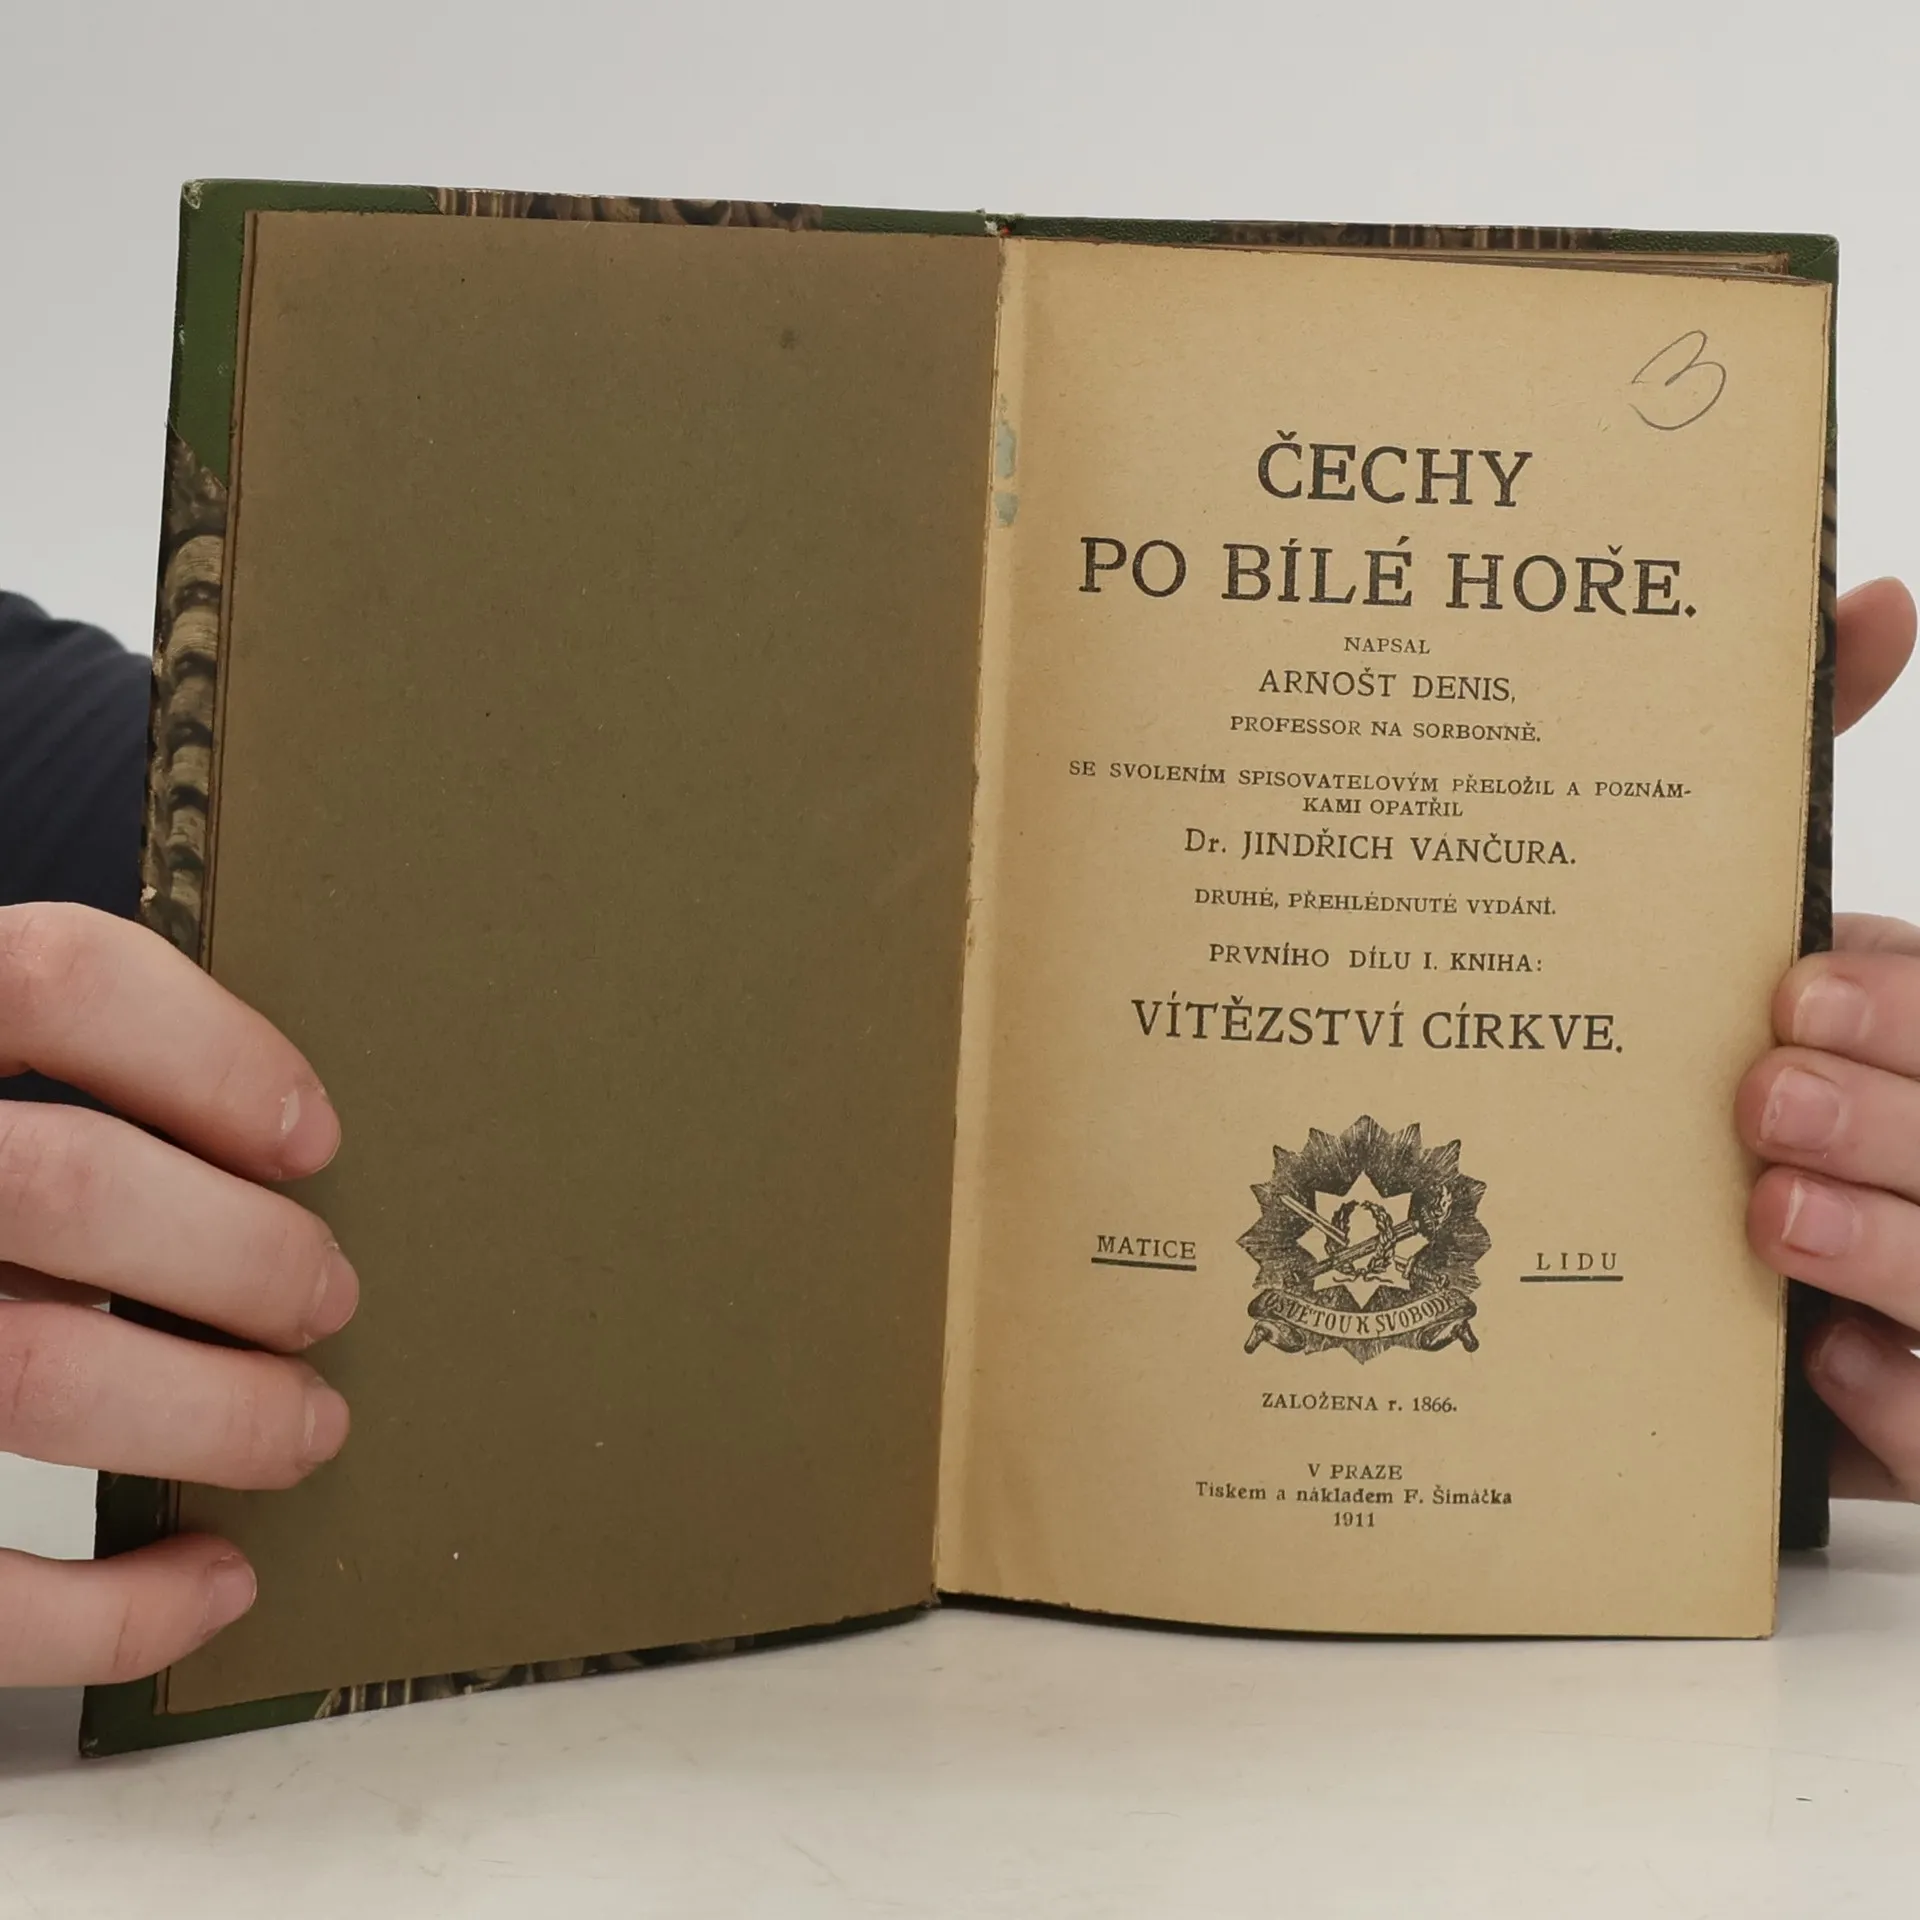 3
ČECHY
PO BÍLÉ HOŘE.
NAPSAL
ARNOŠT DENIS,
PROFESSOR NA SORBONNĚ.
SE SVOLENÍM SPISOVATELOVÝM PŘELOŽIL A POZNÁM-
KAMI OPATŘIL
Dr. JINDŘICH VANČURA.
DRUHÉ, PŘEHLÉDNUTÉ VYDÁNÍ.
PRVNÍHO DÍLU I. KNIHA:
VÍTĚZSTVÍ CÍRKVE.
MATICE LIDU
OSVĚTOU K SVOBODĚ
ZALOŽENA r. 1866.
V PRAZE
Tiskem a nákladem F. Šimáčka
1911